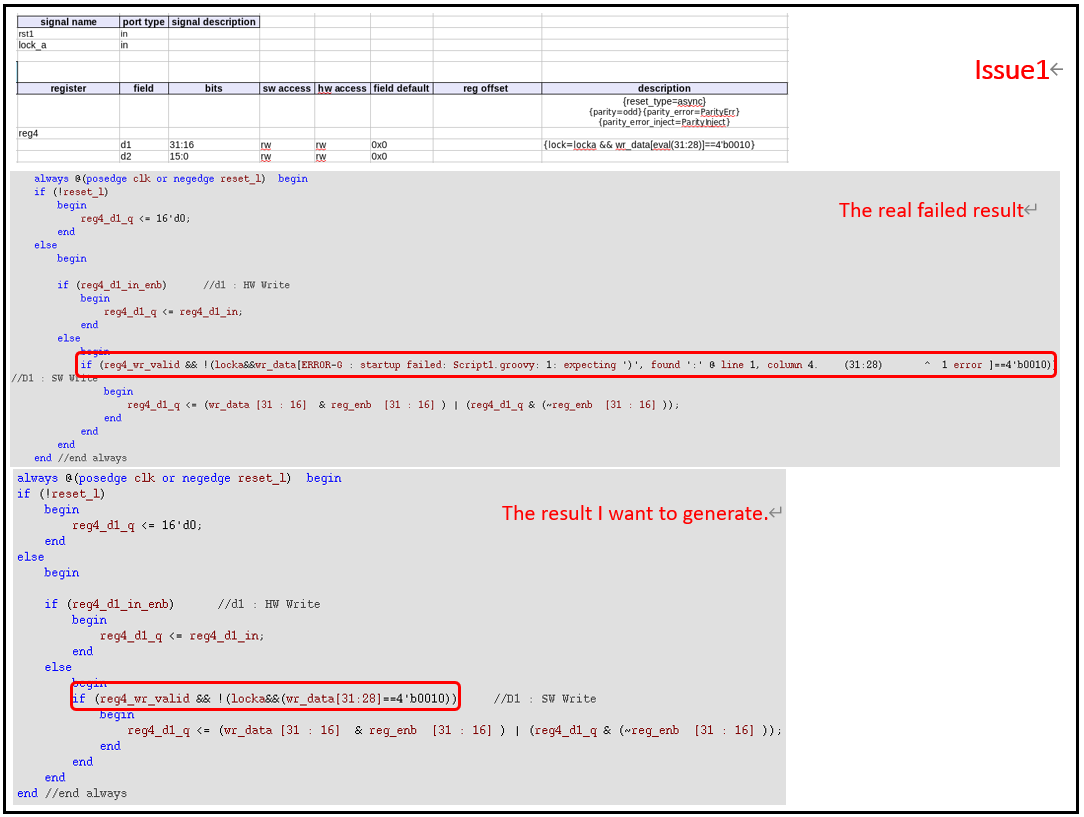 signal name port type signal description
rst1 in
lock_a in
Issue1↵
register field bits sw access hw access field default reg offset description
{reset_type=async}
{parity=odd}{parity_error=ParityErr}
{parity_error_inject=ParityInject}
reg4
d1 31:16 rw rw 0x0 {lock=locka && wr_data[eval(31:28)]==4'b0010}
d2 15:0 rw rw 0x0
The real failed result↵
always @(posedge clk or negedge reset_l) begin
if (!reset_l)
begin
reg4_d1_q <= 16'd0;
end
else
begin
if (reg4_d1_in_enb) //d1 : HW Write
begin
reg4_d1_q <= reg4_d1_in;
end
else
begin
if (reg4_wr_valid && !(locka&&wr_data[ERROR-G : startup failed: Script1.groovy: 1: expecting ')', found ':' @ line 1, column 4. (31:28) ^ 1 error ]==4'b0010))
//D1 : SW Write
begin
reg4_d1_q <= (wr_data [31 : 16] & reg_enb [31 : 16] ) | (reg4_d1_q & (~reg_enb [31 : 16] ));
end
end
end
end //end always
The result I want to generate.↵
always @(posedge clk or negedge reset_l) begin
if (!reset_l)
begin
reg4_d1_q <= 16'd0;
end
else
begin
if (reg4_d1_in_enb) //d1 : HW Write
begin
reg4_d1_q <= reg4_d1_in;
end
else
begin
if (reg4_wr_valid && !(locka&&(wr_data[31:28]==4'b0010)) //D1 : SW Write
begin
reg4_d1_q <= (wr_data [31 : 16] & reg_enb [31 : 16] ) | (reg4_d1_q & (~reg_enb [31 : 16] ));
end
end
end
end //end always